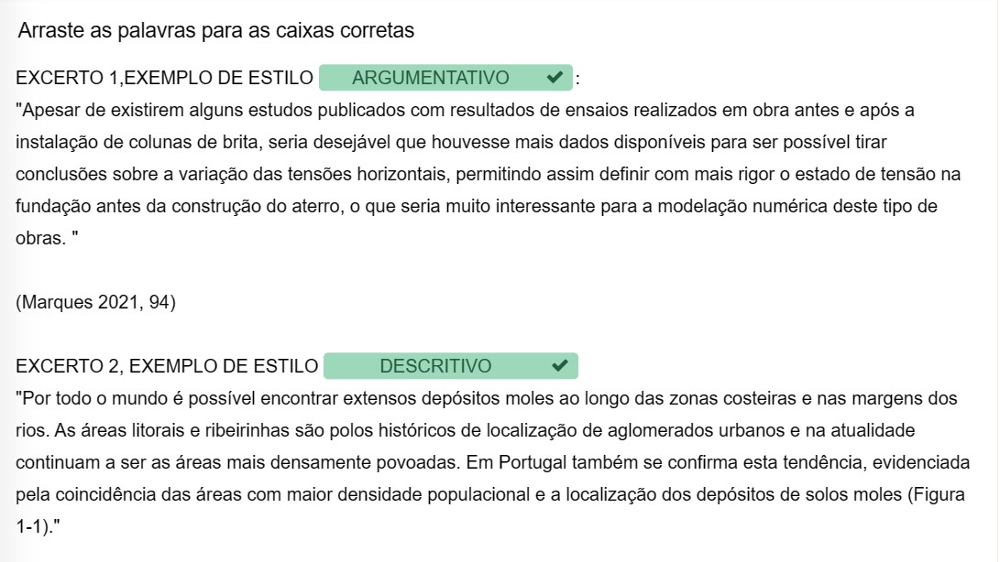 Arraste as palavras para as caixas corretas
EXCERTO 1,EXEMPLO DE ESTILO ARGUMENTATIVO ✔ :
"Apesar de existirem alguns estudos publicados com resultados de ensaios realizados em obra antes e após a
instalação de colunas de brita, seria desejável que houvesse mais dados disponíveis para ser possível tirar
conclusões sobre a variação das tensões horizontais, permitindo assim definir com mais rigor o estado de tensão na
fundação antes da construção do aterro, o que seria muito interessante para a modelação numérica deste tipo de
obras. "
(Marques 2021, 94)
EXCERTO 2, EXEMPLO DE ESTILO DESCRITIVO ✔
"Por todo o mundo é possível encontrar extensos depósitos moles ao longo das zonas costeiras e nas margens dos
rios. As áreas litorais e ribeirinhas são polos históricos de localização de aglomerados urbanos e na atualidade
continuam a ser as áreas mais densamente povoadas. Em Portugal também se confirma esta tendência, evidenciada
pela coincidência das áreas com maior densidade populacional e a localização dos depósitos de solos moles (Figura
1-1)."